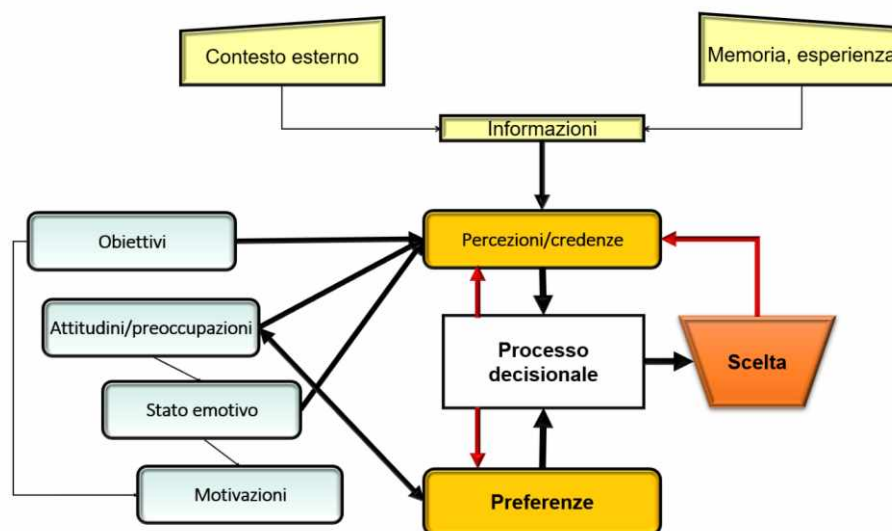 Contesto esterno
Memoria, esperienza
Informazioni
Obiettivi
Percezioni/credenze
Attitudini/preoccupazioni
Processo
decisionale
Scelta
Stato emotivo
Motivazioni
Preferenze